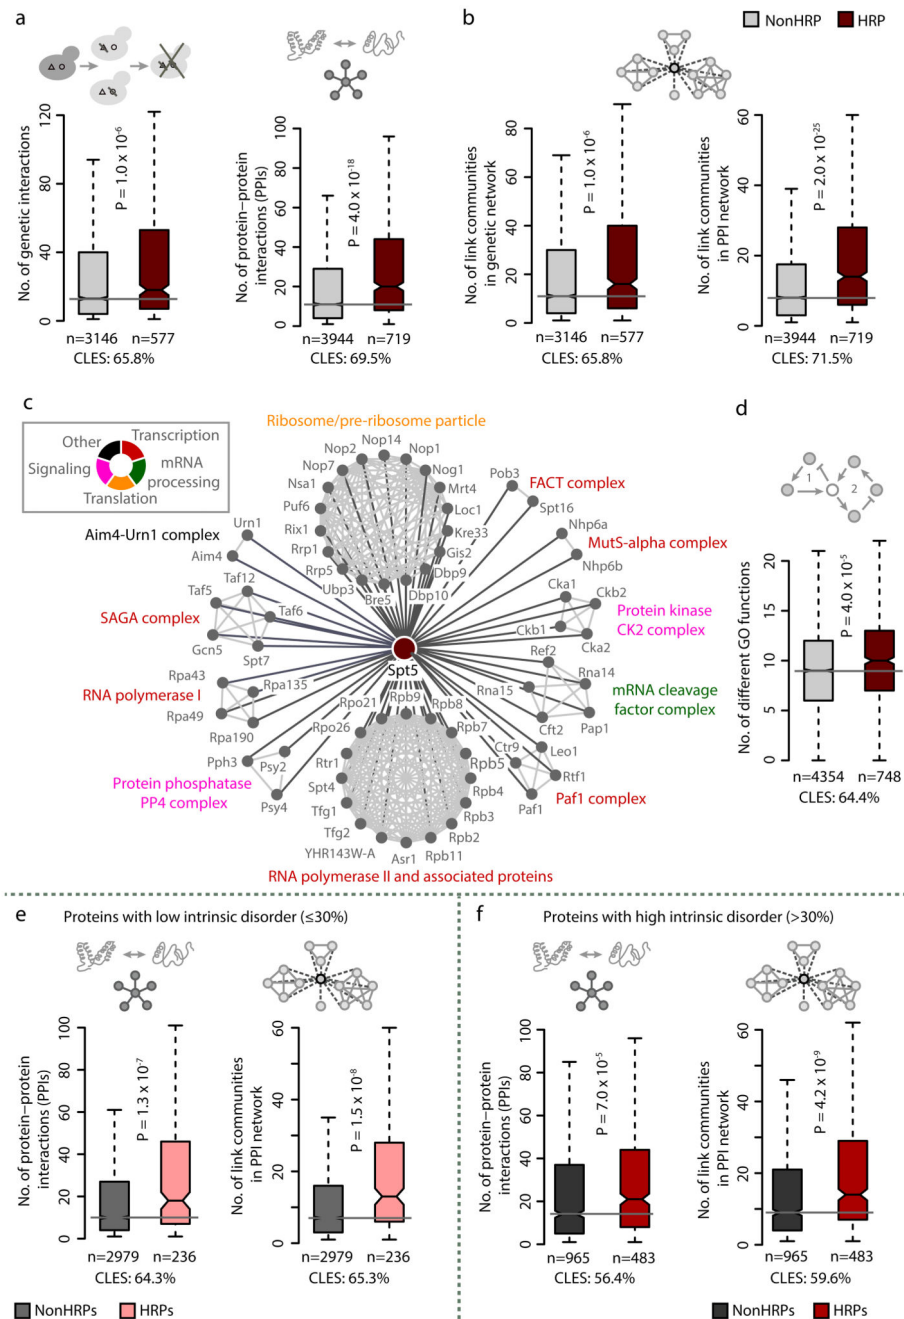 a
b
NonHRP
HRP
No. of genetic interactions
0
40
80
120
P = 1.0 x 10-6
n=3146
n=577
CLES: 65.8%
No. of protein−protein
interactions (PPIs)
0
20
40
60
80
100
P = 4.0 x 10-18
n=3944
n=719
CLES: 69.5%
No. of link communities
in genetic network
0
20
40
60
80
P = 1.0 x 10-6
n=3146
n=577
CLES: 65.8%
No. of link communities
in PPI network
0
20
40
60
P = 2.0 x 10-25
n=3944
n=719
CLES: 71.5%
c
Other
Transcription
Signaling
mRNA
processing
Translation
Ribosome/pre-ribosome particle
Nop14
Nop2
Nop1
Nop7
Nog1
Nsa1
Mrt4
Puf6
Loc1
Rix1
Kre33
Rrp1
Gis2
Rrp5
Dbp9
Ubp3
Bre5
Dbp10
Pob3
FACT complex
Spt16
Nhp6a
MutS-alpha complex
Nhp6b
Urn1
Aim4-Urn1 complex
Aim4
Taf5
Taf12
SAGA complex
Taf6
Gcn5
Spt7
Cka1
Ckb2
Protein kinase
CK2 complex
Ckb1
Cka2
Spt5
Ref2
Rna14
Rna15
mRNA cleavage
factor complex
Cft2
Pap1
Rpa43
Rpa135
RNA polymerase I
Rpa49
Rpa190
Pph3
Psy2
Protein phosphatase
PP4 complex
Psy4
Ctr9
Leo1
Rtf1
Paf1
Paf1 complex
Rpo21
Rpb9
Rpb8
Rpo26
Rpb7
Rtr1
Rpb5
Spt4
Rpb4
Tfg1
Rpb3
Tfg2
Rpb2
YHR143W-A
Asr1
Rpb11
RNA polymerase II and associated proteins
d
1
2
No. of different GO functions
0
5
10
15
20
P = 4.0 x 10-5
n=4354
n=748
CLES: 64.4%
e
Proteins with low intrinsic disorder (≤30%)
No. of protein−protein
interactions (PPIs)
0
20
40
60
80
100
P = 1.3 x 10-7
n=2979
n=236
CLES: 64.3%
No. of link communities
in PPI network
0
20
40
60
P = 1.5 x 10-8
n=2979
n=236
CLES: 65.3%
NonHRPs
HRPs
f
Proteins with high intrinsic disorder (>30%)
No. of protein−protein
interactions (PPIs)
0
20
40
60
80
100
P = 7.0 x 10-5
n=965
n=483
CLES: 56.4%
No. of link communities
in PPI network
0
20
40
60
P = 4.2 x 10-9
n=965
n=483
CLES: 59.6%
NonHRPs
HRPs